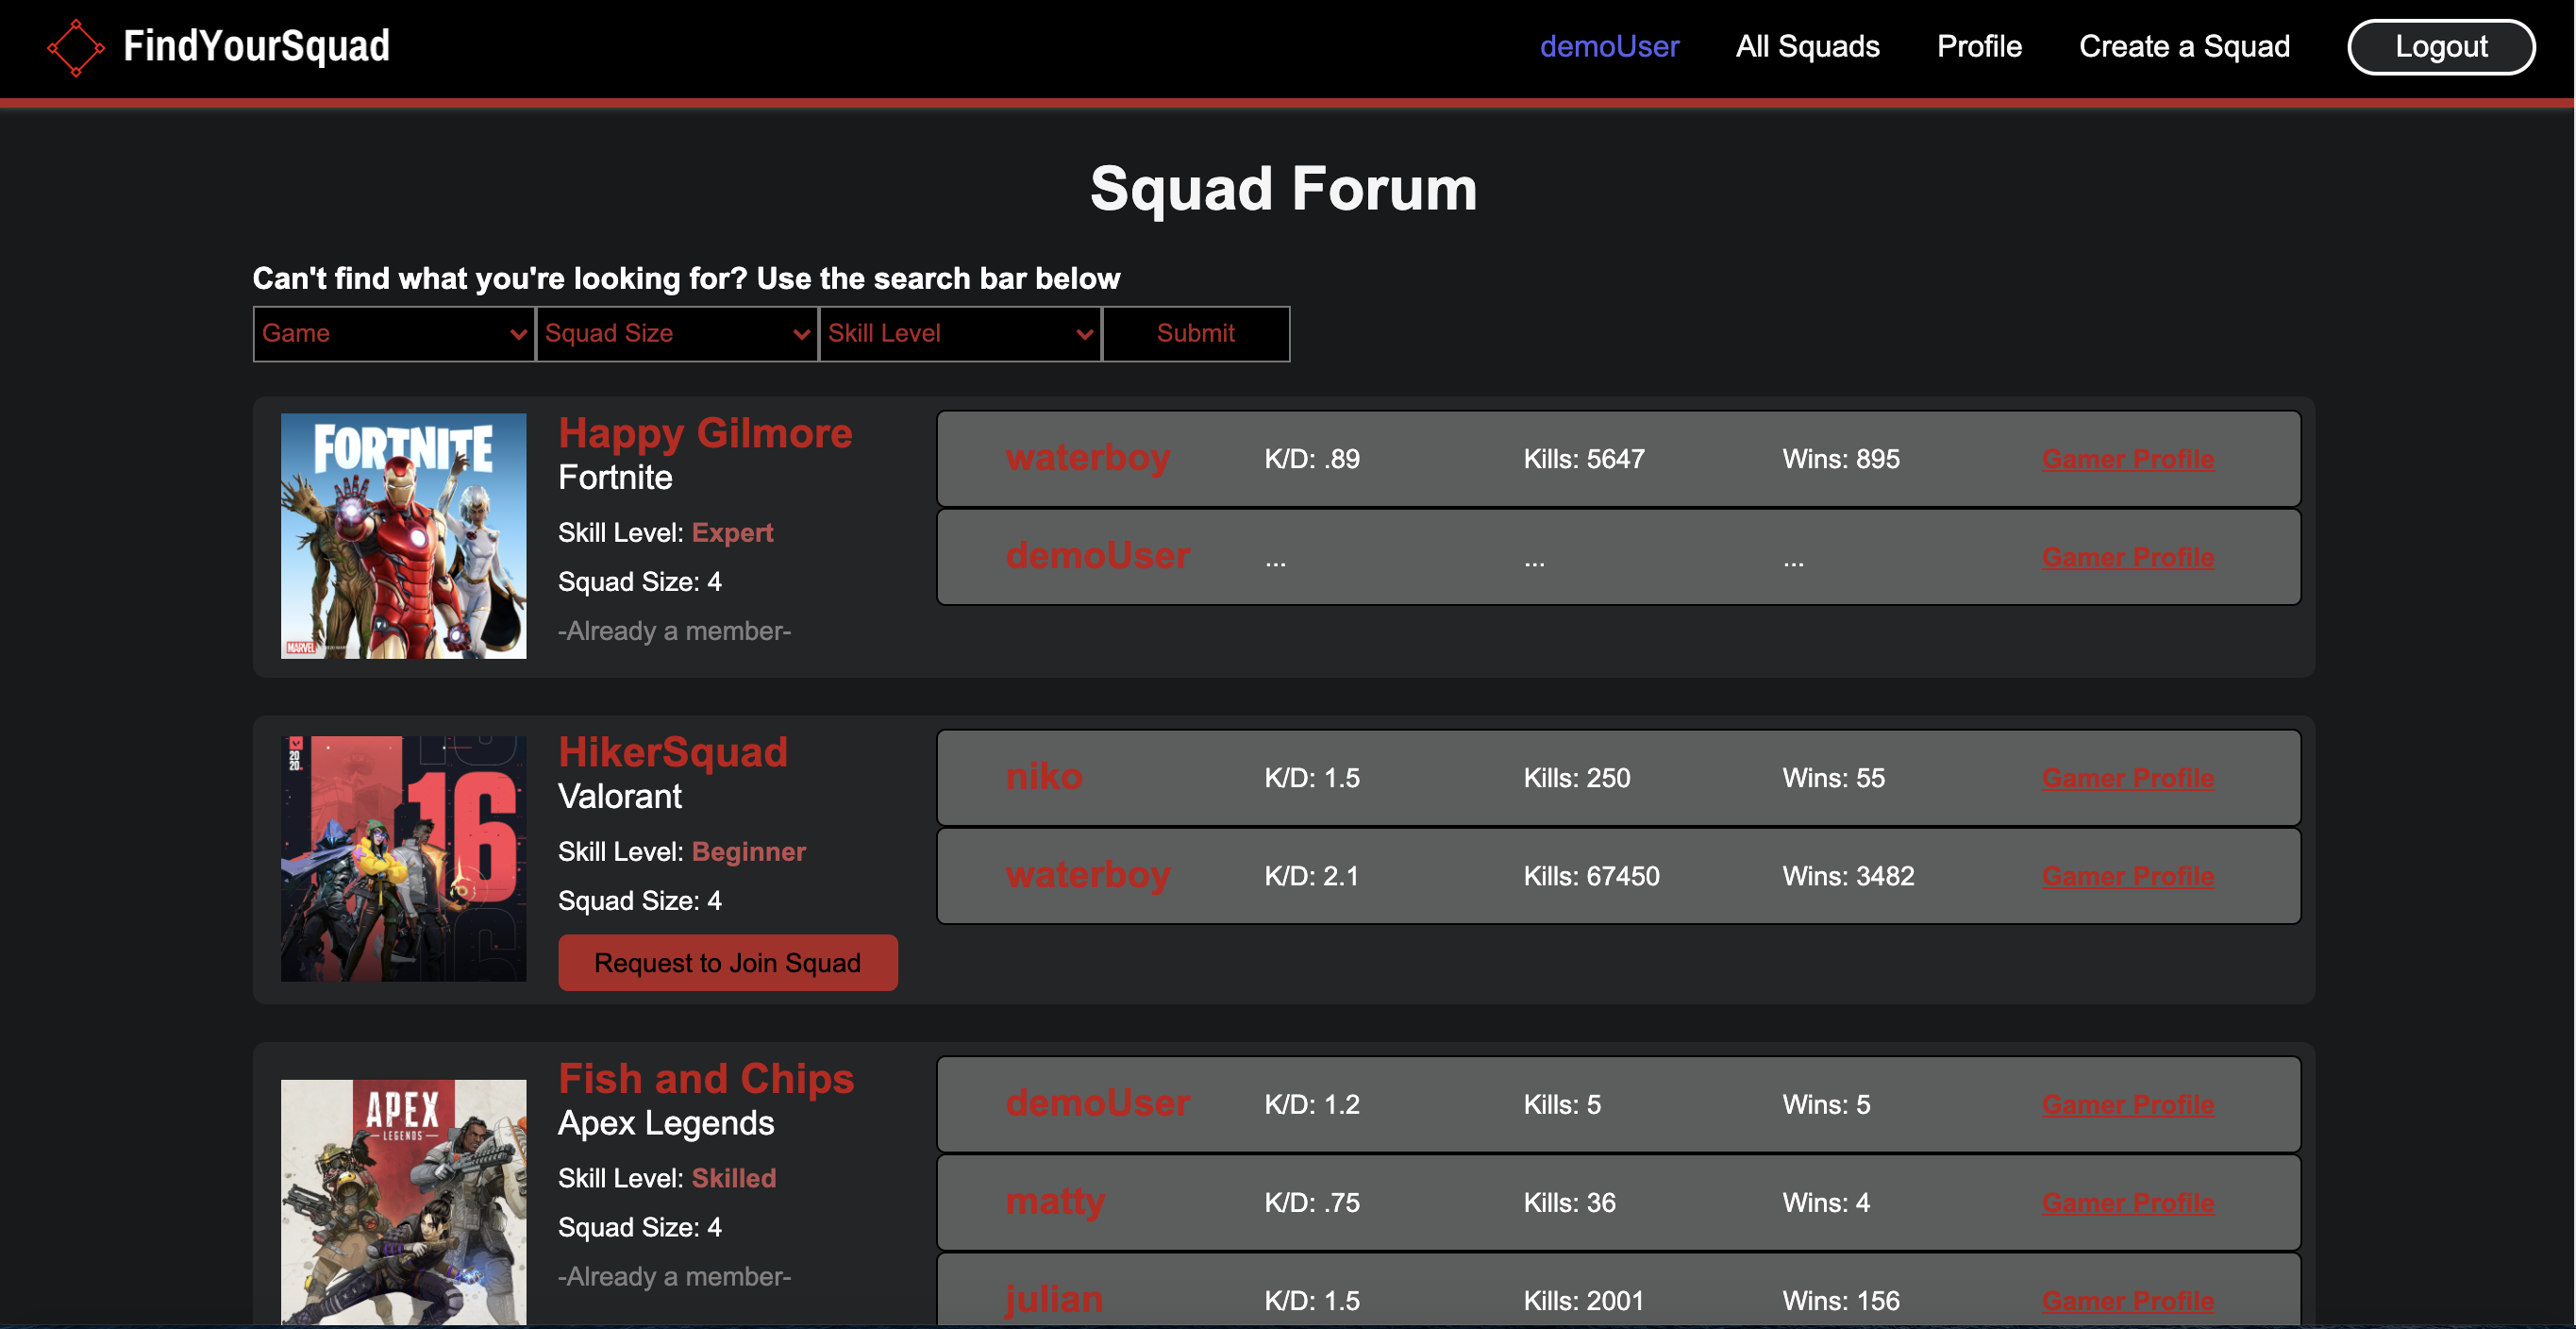 FindYourSquad
demoUser All Squads Profile Create a Squad Logout
Squad Forum
Can't find what you're looking for? Use the search bar below
Game Squad Size Skill Level Submit
FORTNITE
MARVEL
Happy Gilmore
Fortnite
Skill Level: Expert
Squad Size: 4
-Already a member-
waterboy K/D: .89 Kills: 5647 Wins: 895 Gamer Profile
demoUser ... ... ... Gamer Profile
20
20.
16
HikerSquad
Valorant
Skill Level: Beginner
Squad Size: 4
Request to Join Squad
niko K/D: 1.5 Kills: 250 Wins: 55 Gamer Profile
waterboy K/D: 2.1 Kills: 67450 Wins: 3482 Gamer Profile
APEX
LEGENDS
Fish and Chips
Apex Legends
Skill Level: Skilled
Squad Size: 4
-Already a member-
demoUser K/D: 1.2 Kills: 5 Wins: 5 Gamer Profile
matty K/D: .75 Kills: 36 Wins: 4 Gamer Profile
julian K/D: 1.5 Kills: 2001 Wins: 156 Gamer Profile